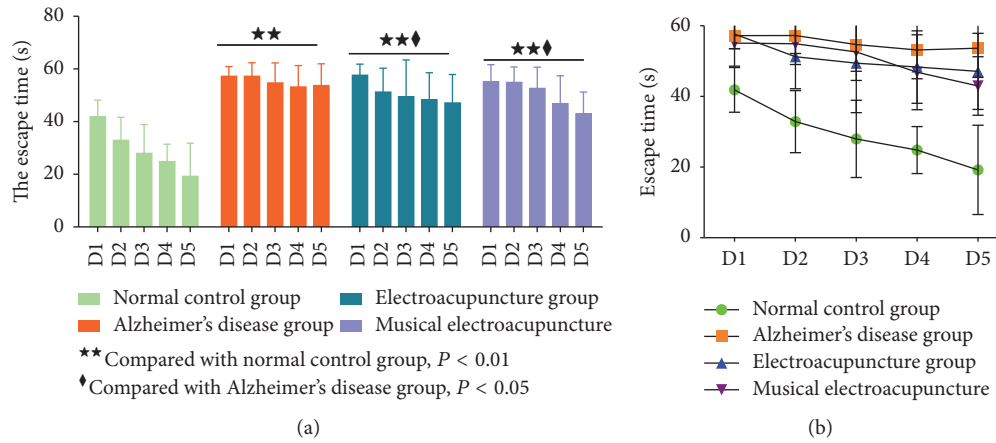 The escape time (s)
80
60
40
20
0
★★
★★♦
★★♦
D1 D2 D3 D4 D5 D1 D2 D3 D4 D5 D1 D2 D3 D4 D5 D1 D2 D3 D4 D5
Normal control group
Electroacupuncture group
Alzheimer's disease group
Musical electroacupuncture
★★Compared with normal control group, P < 0.01
♦Compared with Alzheimer's disease group, P < 0.05
(a)
Escape time (s)
60
40
20
0
D1 D2 D3 D4 D5
Normal control group
Alzheimer's disease group
Electroacupuncture group
Musical electroacupuncture
(b)